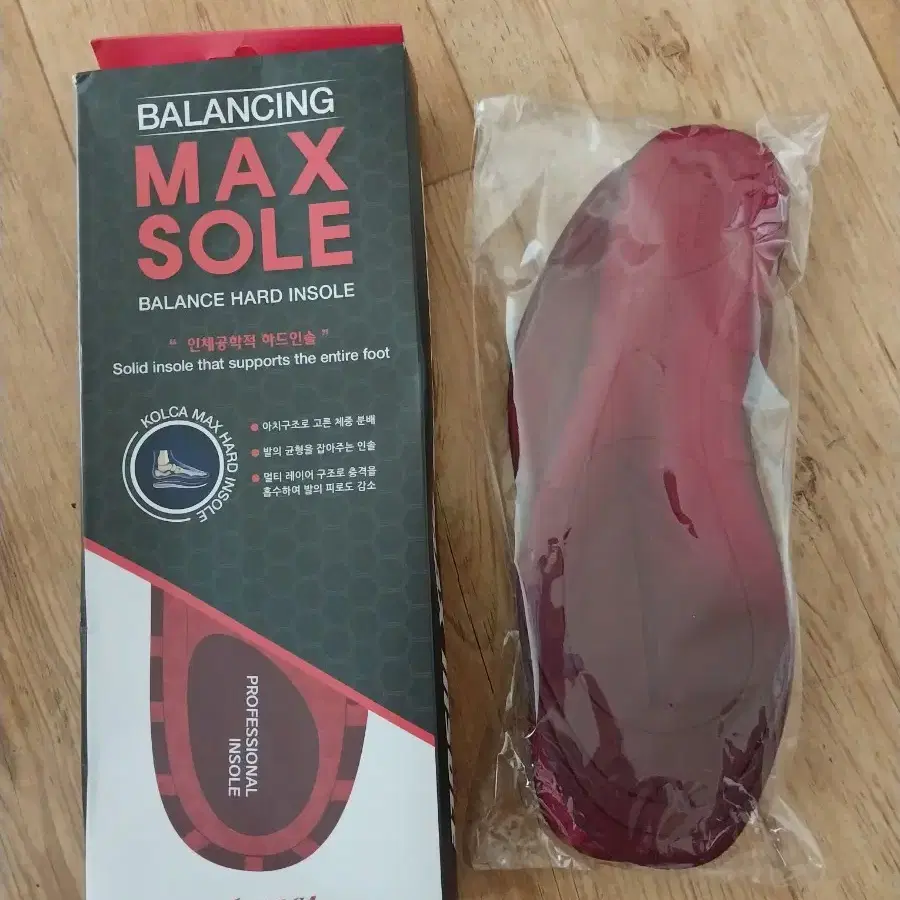 BALANCING
MAX
SOLE
BALANCE HARD INSOLE
“ 인체공학적 하드인솔 ”
Solid insole that supports the entire foot
KOLCA MAX HARD INSOLE
아치구조로 고른 체중 분배
발의 균형을 잡아주는 인솔
멀티 레이어 구조로 충격을
흡수하여 발의 피로도 감소
PROFESSIONAL
INSOLE